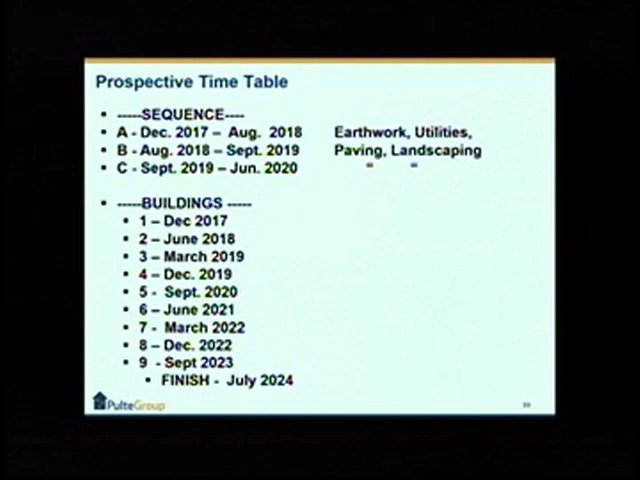 Prospective Time Table
• -----SEQUENCE----
• A - Dec. 2017 – Aug. 2018 Earthwork, Utilities,
• B - Aug. 2018 – Sept. 2019 Paving, Landscaping
• C - Sept. 2019 – Jun. 2020 " "
• -----BUILDINGS -----
• 1 – Dec 2017
• 2 – June 2018
• 3 – March 2019
• 4 – Dec. 2019
• 5 - Sept. 2020
• 6 – June 2021
• 7 - March 2022
• 8 – Dec. 2022
• 9 - Sept 2023
• FINISH - July 2024
PulteGroup